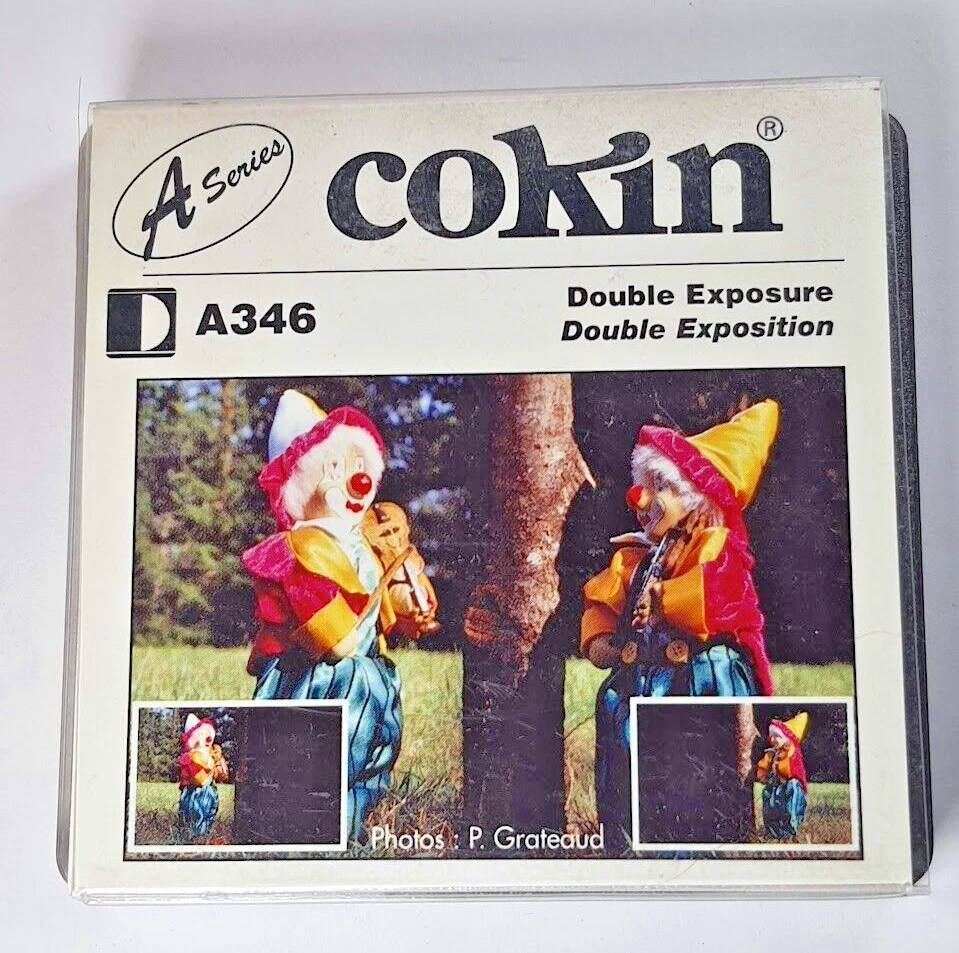 A Series
cokin®
A346
Double Exposure
Double Exposition
Photos : P. Grateaud